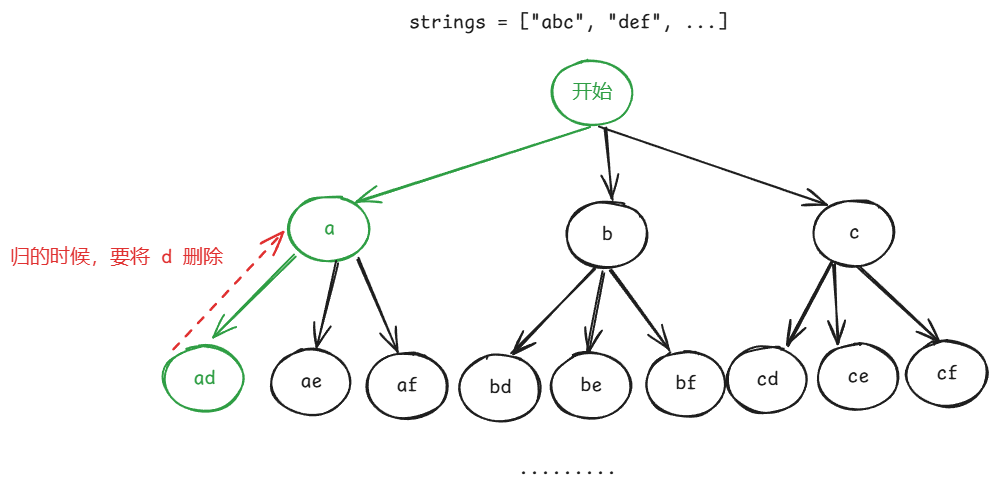 strings = ["abc", "def", ...]
开始
a
b
c
归的时候，要将 d 删除
ad
ae
af
bd
be
bf
cd
ce
cf
.........